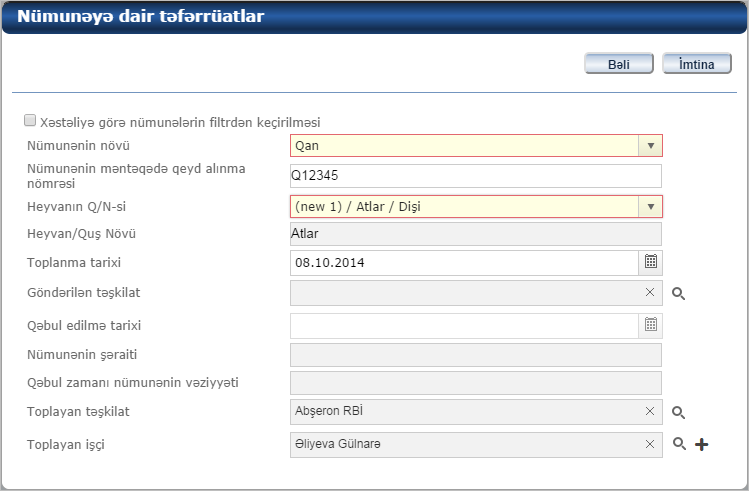 Nümunəyə dair təfərrüatlar
Bəli İmtina
Xəstəliyə görə nümunələrin filtrdən keçirilməsi
Nümunənin növü Qan
Nümunənin məntəqədə qeyd alınma
nömrəsi Q12345
Heyvanın Q/N-si (new 1) / Atlar / Dişi
Heyvan/Quş Növü Atlar
Toplanma tarixi 08.10.2014
Göndərilən təşkilat
Qəbul edilmə tarixi
Nümunənin şəraiti
Qəbul zamanı nümunənin vəziyyəti
Toplayan təşkilat Abşeron RBİ
Toplayan işçi Əliyeva Gülnarə